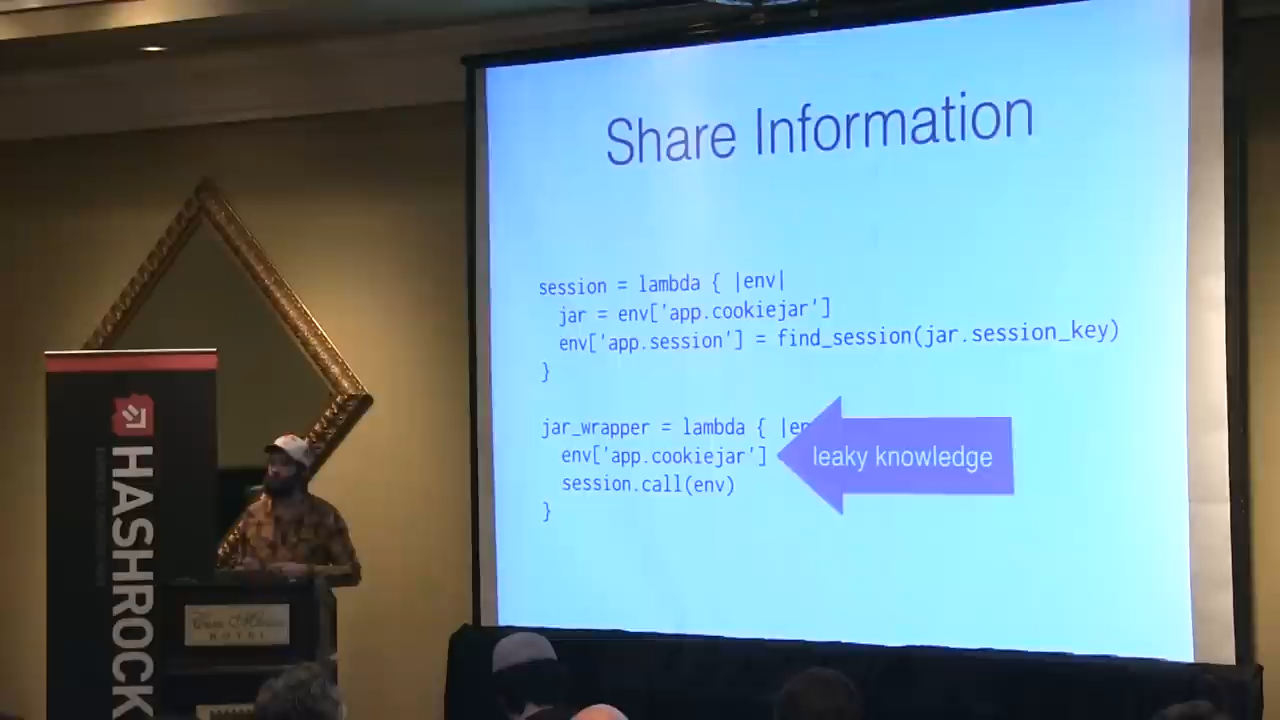 Share Information
session = lambda { |env|
jar = env['app.cookiejar']
env['app.session'] = find_session(jar.session_key)
}
jar_wrapper = lambda { |en
env['app.cookiejar']
session.call(env)
}
leaky knowledge
HASHROCK
HOTEL